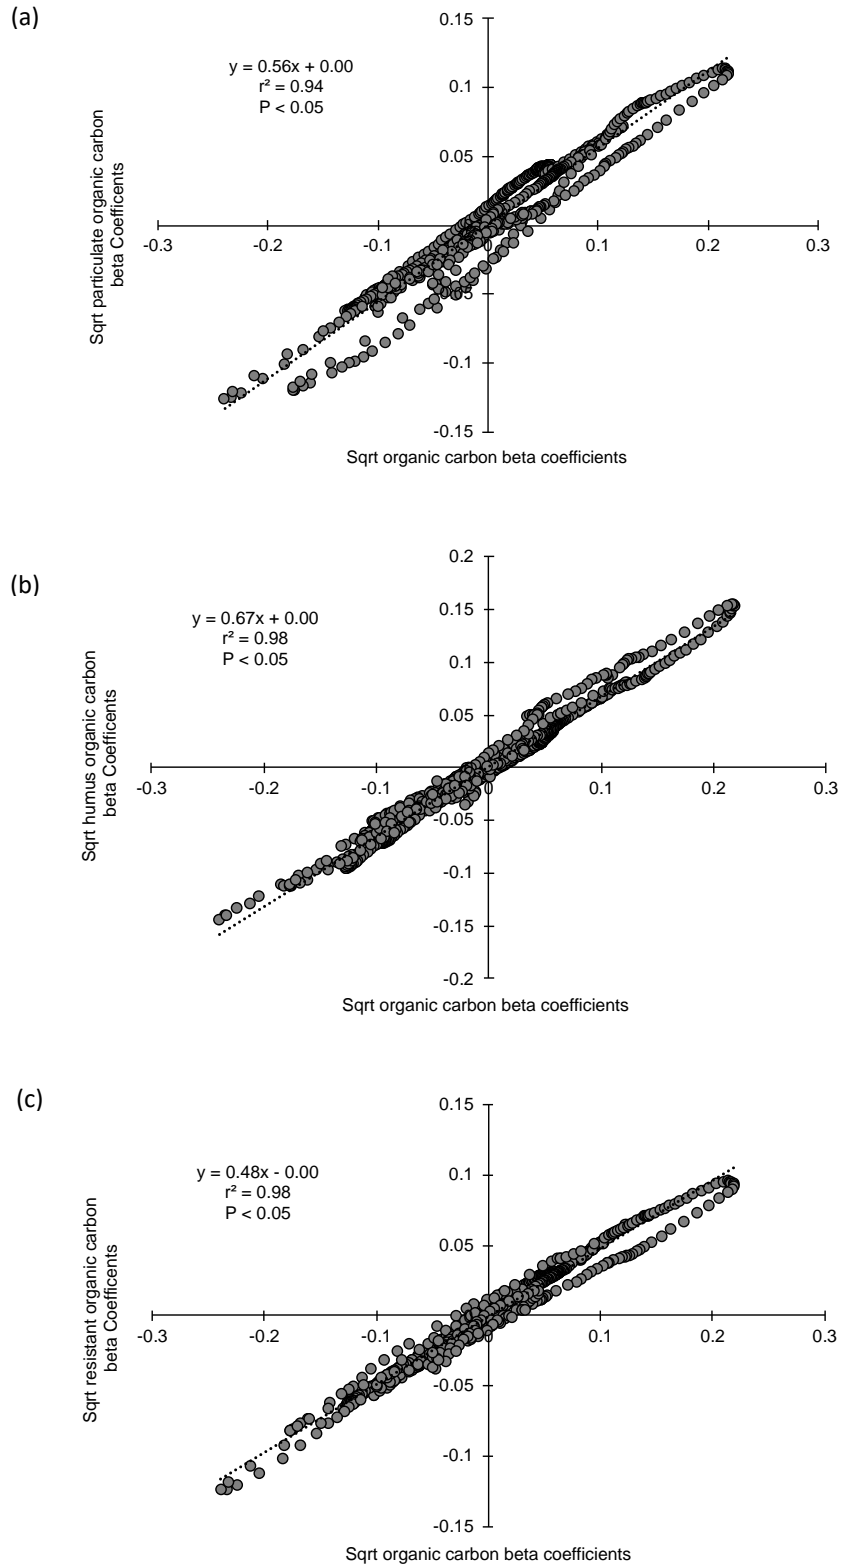 (a)
0.15
y = 0.56x + 0.00
r² = 0.94
P < 0.05
0.1
0.05
Sqrt particulate organic carbon
beta Coefficents
0
-0.3
-0.2
-0.1
0
0.1
0.2
0.3
-0.05
-0.1
-0.15
Sqrt organic carbon beta coefficients
(b)
0.2
y = 0.67x + 0.00
r² = 0.98
P < 0.05
0.15
0.1
0.05
Sqrt humus organic carbon
beta Coefficents
0
-0.3
-0.2
-0.1
0
0.1
0.2
0.3
-0.05
-0.1
-0.15
-0.2
Sqrt organic carbon beta coefficients
(c)
0.15
y = 0.48x - 0.00
r² = 0.98
P < 0.05
0.1
0.05
Sqrt resistant organic carbon
beta Coefficents
0
-0.3
-0.2
-0.1
0
0.1
0.2
0.3
-0.05
-0.1
-0.15
Sqrt organic carbon beta coefficients